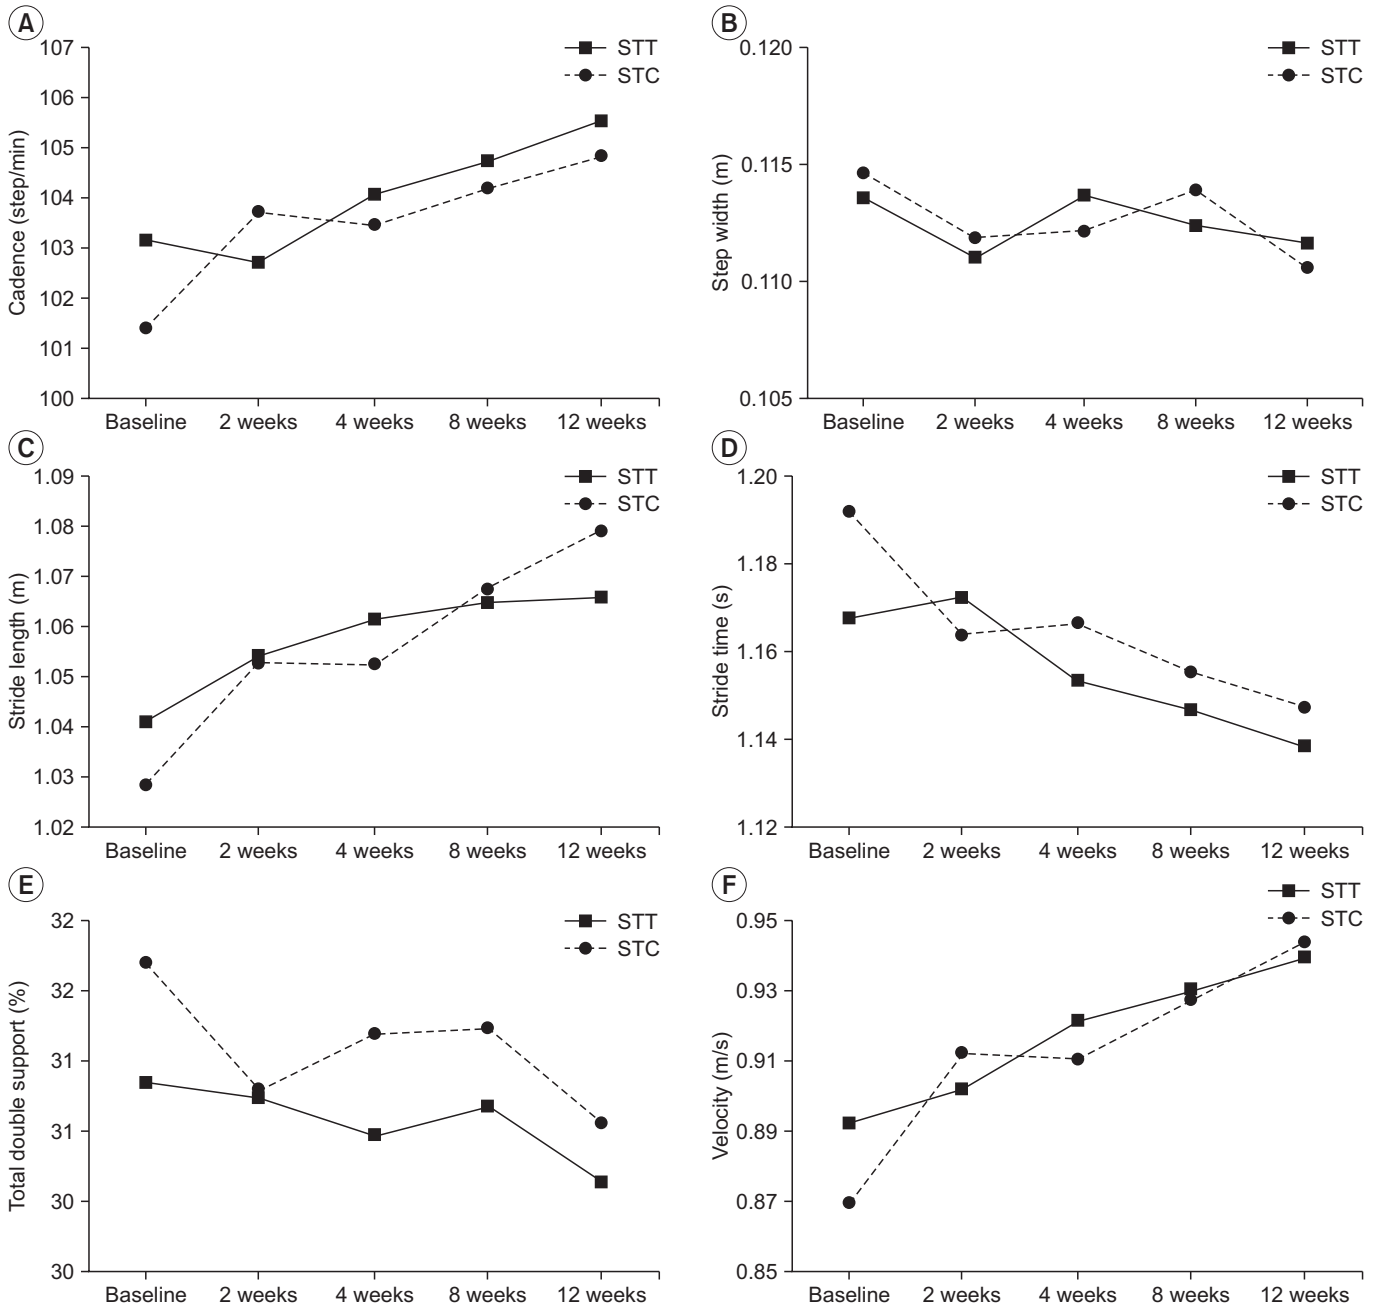 A
107
106
105
104
103
102
101
100
Cadence (step/min)
STT
STC
Baseline 2 weeks 4 weeks 8 weeks 12 weeks
B
0.120
0.115
0.110
0.105
Step width (m)
STT
STC
Baseline 2 weeks 4 weeks 8 weeks 12 weeks
C
1.09
1.08
1.07
1.06
1.05
1.04
1.03
1.02
Stride length (m)
STT
STC
Baseline 2 weeks 4 weeks 8 weeks 12 weeks
D
1.20
1.18
1.16
1.14
1.12
Stride time (s)
STT
STC
Baseline 2 weeks 4 weeks 8 weeks 12 weeks
E
32
32
31
31
30
30
Total double support (%)
STT
STC
Baseline 2 weeks 4 weeks 8 weeks 12 weeks
F
0.95
0.93
0.91
0.89
0.87
0.85
Velocity (m/s)
STT
STC
Baseline 2 weeks 4 weeks 8 weeks 12 weeks